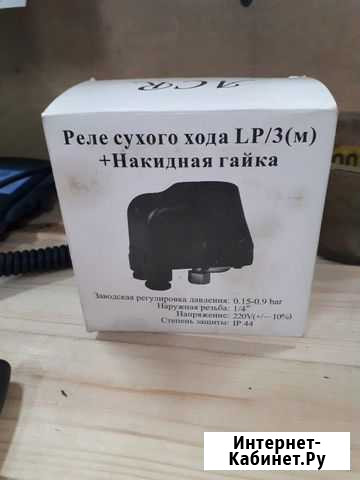 ACR
Реле сухого хода LP/3(м)
+Накидная гайка
Заводская регулировка давления: 0.15-0.9 bar
Наружная резьба: 1/4"
Напряжение: 220V(+/-10%)
Степень защиты: IP 44
Интернет-
Кабинет.Ру